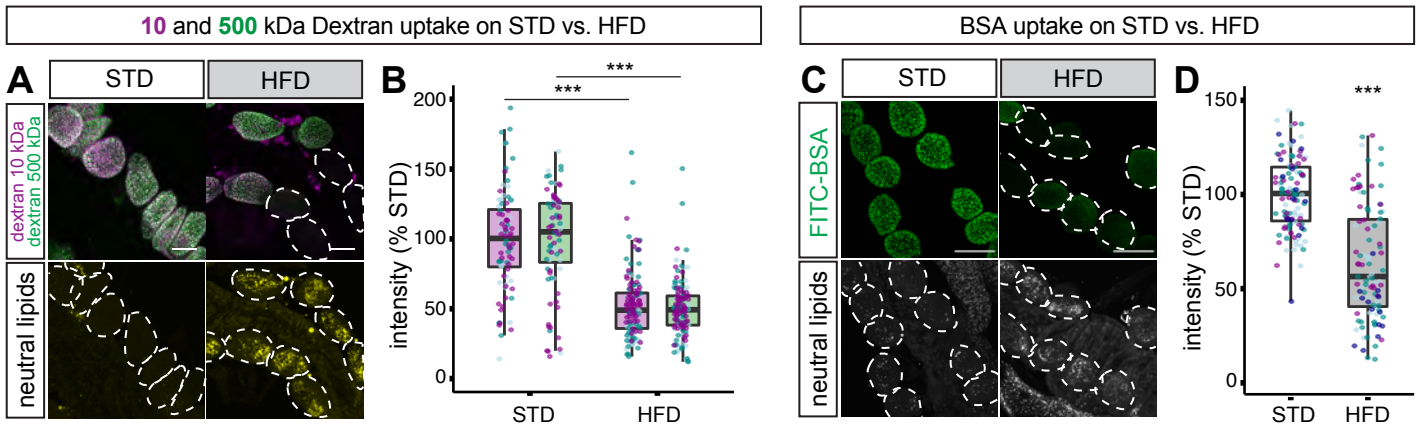 10 and 500 kDa Dextran uptake on STD vs. HFD
A
STD
HFD
dextran 10 kDa
dextran 500 kDa
neutral lipids
B
***
***
intensity (% STD)
200
150
100
50
0
STD
HFD
BSA uptake on STD vs. HFD
C
STD
HFD
FITC-BSA
neutral lipids
D
***
intensity (% STD)
150
100
50
0
STD
HFD